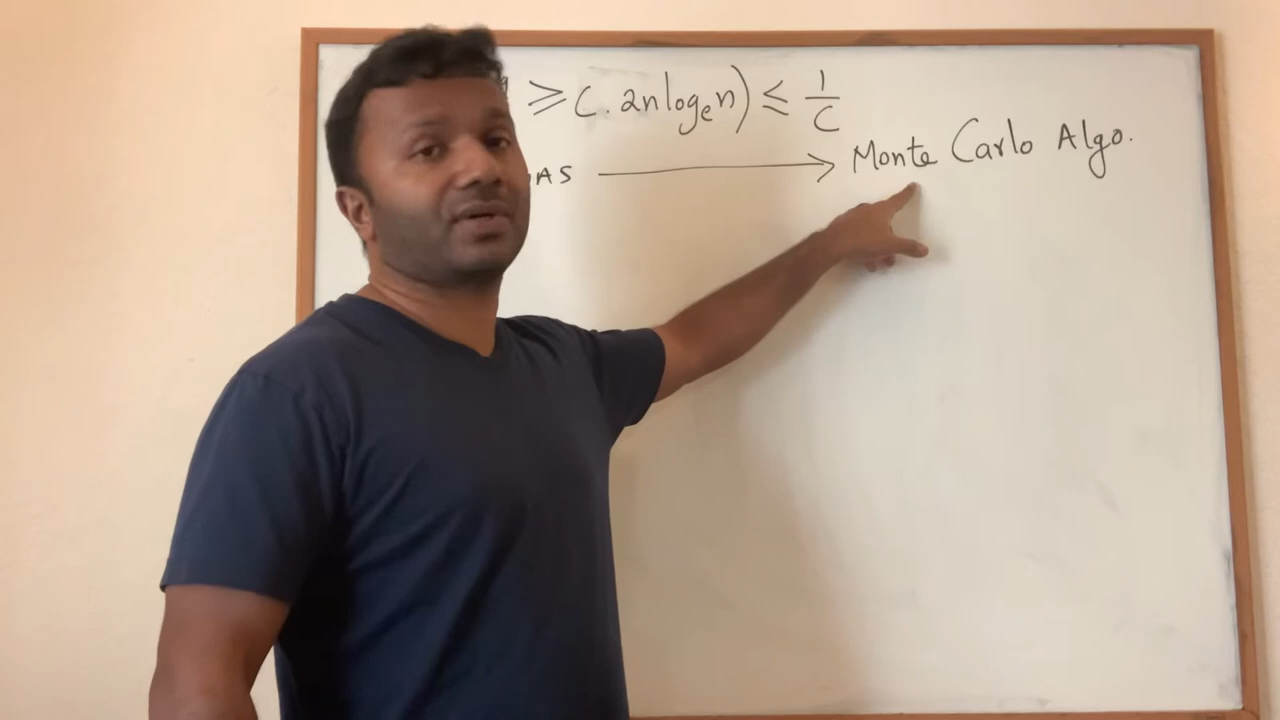 ≥ C. 2nlogₑn) ≤ 1/C
AS ⟶ Monte Carlo Algo.